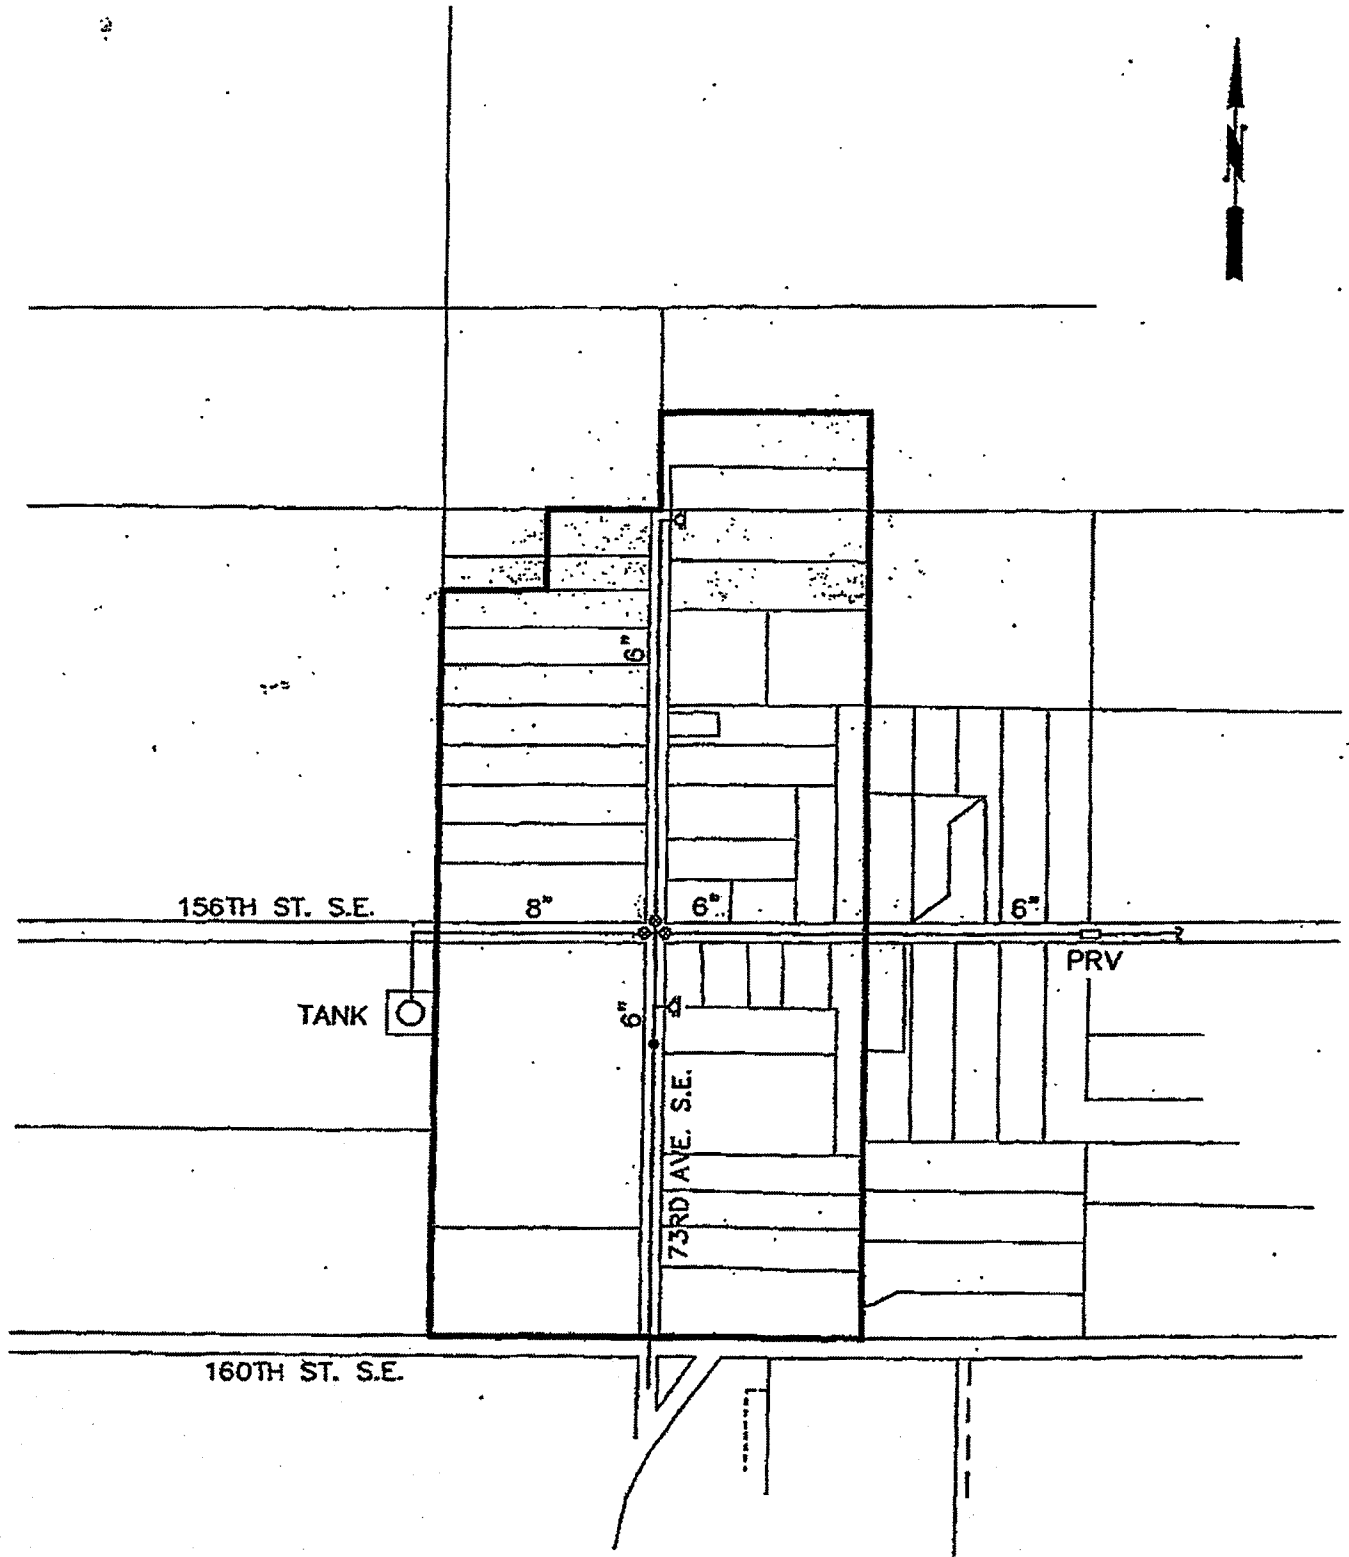 N
6"
156TH ST. S.E.
8"
6"
6"
PRV
TANK
6"
73RD AVE. S.E.
160TH ST. S.E.